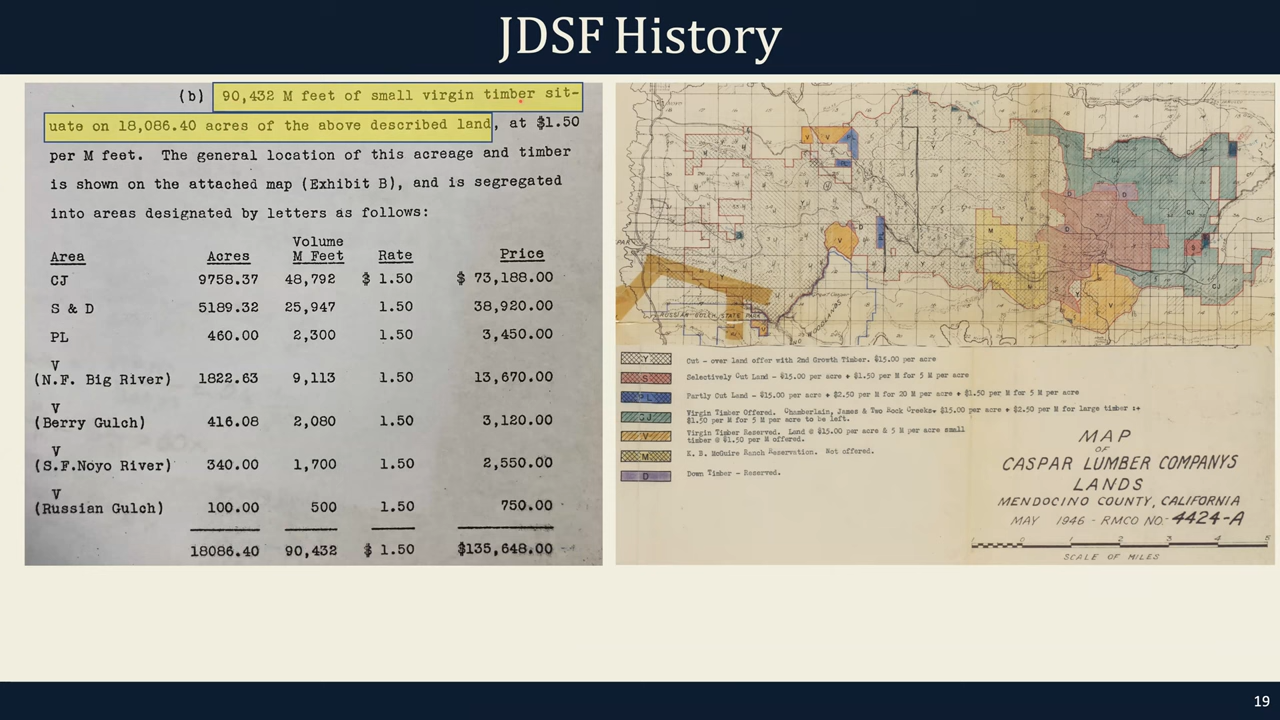 JDSF History
(b) 90,432 M feet of small virgin timber sit-
uate on 18,086.40 acres of the above described land, at $1.50
per M feet. The general location of this acreage and timber
is shown on the attached map (Exhibit B), and is segregated
into areas designated by letters as follows:
Area Acres Volume M Feet Rate Price
CJ 9758.37 48,792 $ 1.50 $ 73,188.00
S & D 5189.32 25,947 1.50 38,920.00
PL 460.00 2,300 1.50 3,450.00
V
(N.F. Big River) 1822.63 9,113 1.50 13,670.00
V
(Berry Gulch) 416.08 2,080 1.50 3,120.00
V
(S.F.Noyo River) 340.00 1,700 1.50 2,550.00
V
(Russian Gulch) 100.00 500 1.50 750.00
18086.40 90,432 $ 1.50 $135,648.00
RUSSIAN GULCH STATE PARK
Y Cut - over land offer with 2nd Growth Timber. $15.00 per acre
S Selectively Cut Land - $15.00 per acre + $1.50 per M for 5 M per acre
PL Partly Cut Land - $15.00 per acre + $2.50 per M for 20 M per acre + $1.50 per M for 5 M per acre
CJ Virgin Timber Offered. Chamberlain, James & Two Rock Creeks. $15.00 per acre + $2.50 per M for large timber :+
$1.50 per M for 5 M per acre to be left.
V Virgin Timber Reserved. Land @ $15.00 per acre & 5 M per acre small
timber @ $1.50 per M offered.
M E. B. McGuire Ranch Reservation. Not offered.
D Down Timber - Reserved.
MAP
OF
CASPAR LUMBER COMPANYS
LANDS
MENDOCINO COUNTY, CALIFORNIA
MAY 1946 - RMCO NO. 4424-A
1 0 1 2 3 4 5
SCALE OF MILES
19